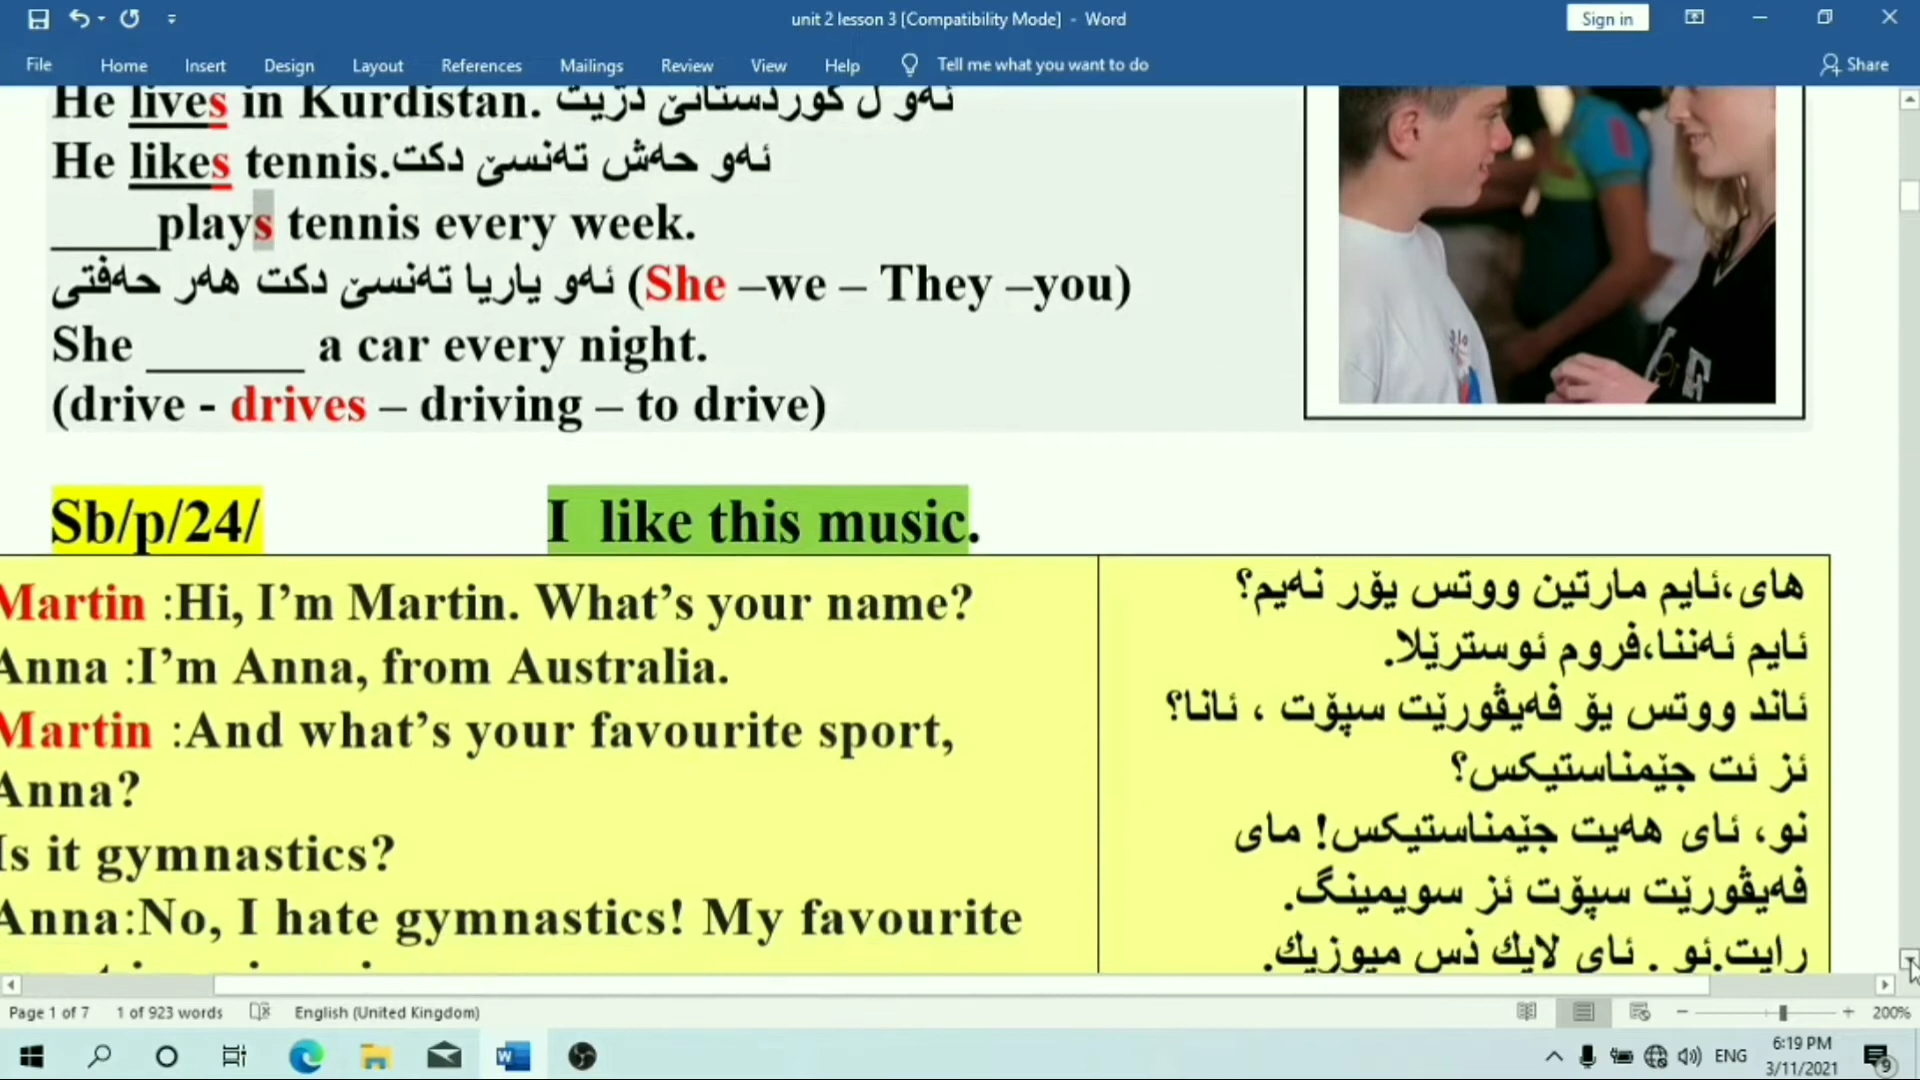 unit 2 lesson 3 [Compatibility Mode] - Word
Sign in
File Home Insert Design Layout References Mailings Review View Help Tell me what you want to do Share
He lives in Kurdistan. ئەو ل کوردستانێ دژیت
He likes tennis.ئەو حەش تەنسێ دکت
____plays tennis every week.
ئەو یاریا تەنسێ دکت هەر حەفتی (She –we – They –you)
She ______ a car every night.
(drive - drives – driving – to drive)
Sb/p/24/ I like this music.
Martin :Hi, I’m Martin. What’s your name?
Anna :I’m Anna, from Australia.
Martin :And what’s your favourite sport,
Anna?
Is it gymnastics?
Anna:No, I hate gymnastics! My favourite
های،ئایم مارتین ووتس یۆر نەیم؟
ئایم ئەننا،فروم ئوسترێلا.
ئاند ووتس یۆ فەیڤورێت سپۆت ، ئانا؟
ئز ئت جێمناستیکس؟
نو، ئای هەیت جێمناستیکس! مای
فەیڤورێت سپۆت ئز سویمینگ.
رایت.ئو . ئای لایك ذس میوزیك.
Page 1 of 7 1 of 923 words English (United Kingdom) 200%
ENG
6:19 PM
3/11/2021
9